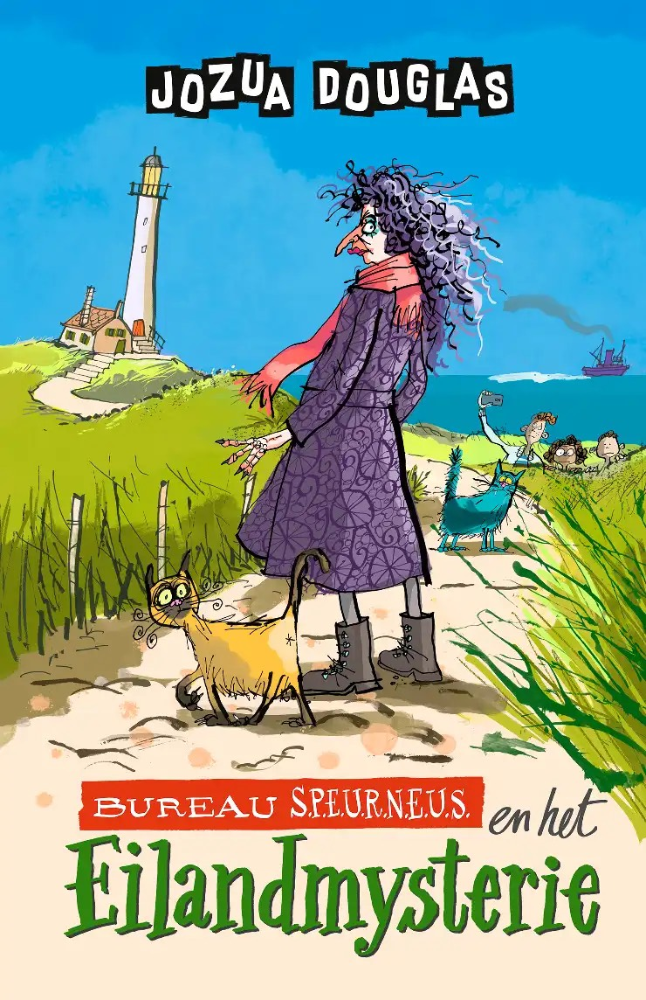 JOZUA DOUGLAS
BUREAU S.P.E.U.R.N.E.U.S. en het
Eilandmysterie